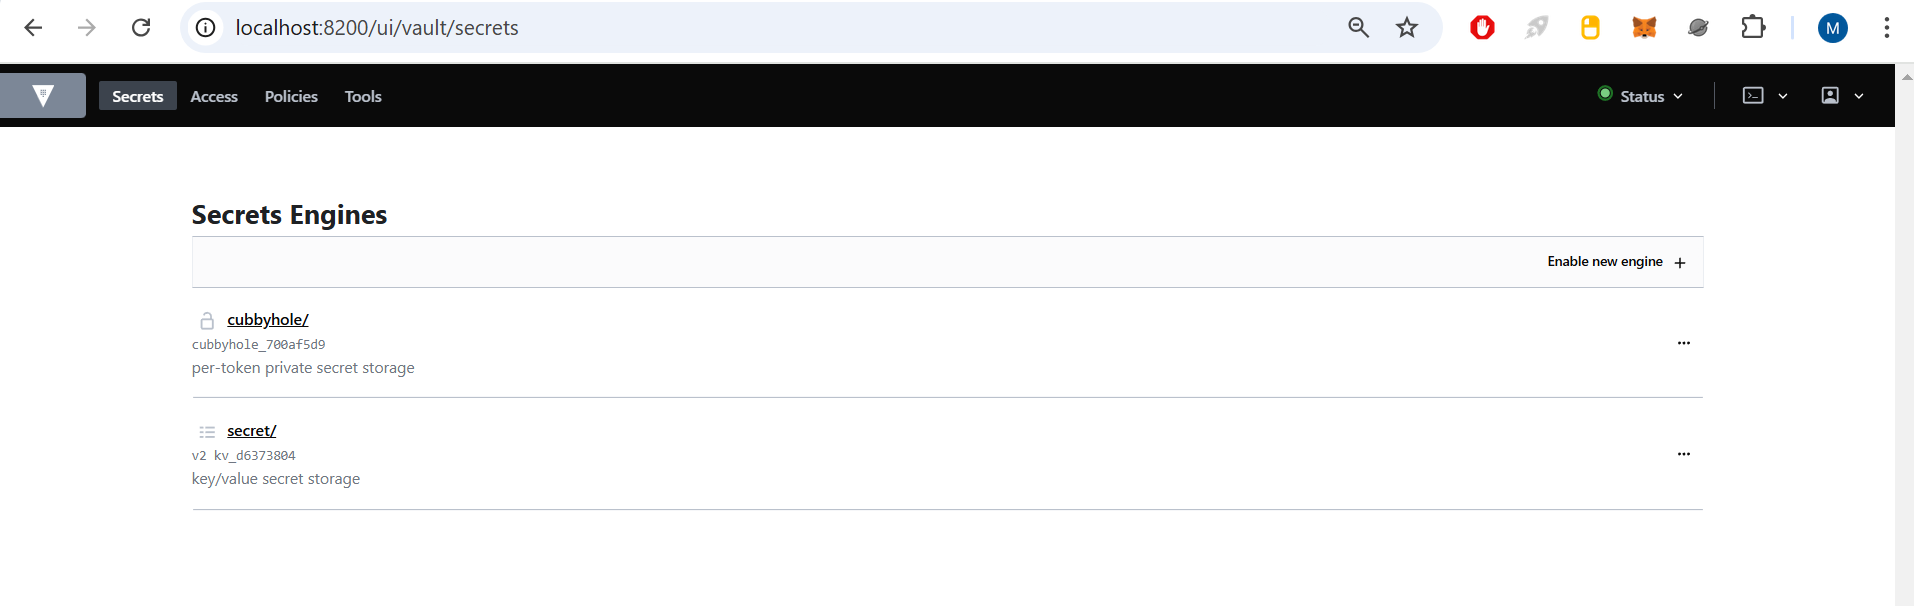 localhost:8200/ui/vault/secrets
M
Secrets Access Policies Tools Status
Secrets Engines
Enable new engine +
cubbyhole/
cubbyhole_700af5d9
per-token private secret storage
secret/
v2 kv_d6373804
key/value secret storage